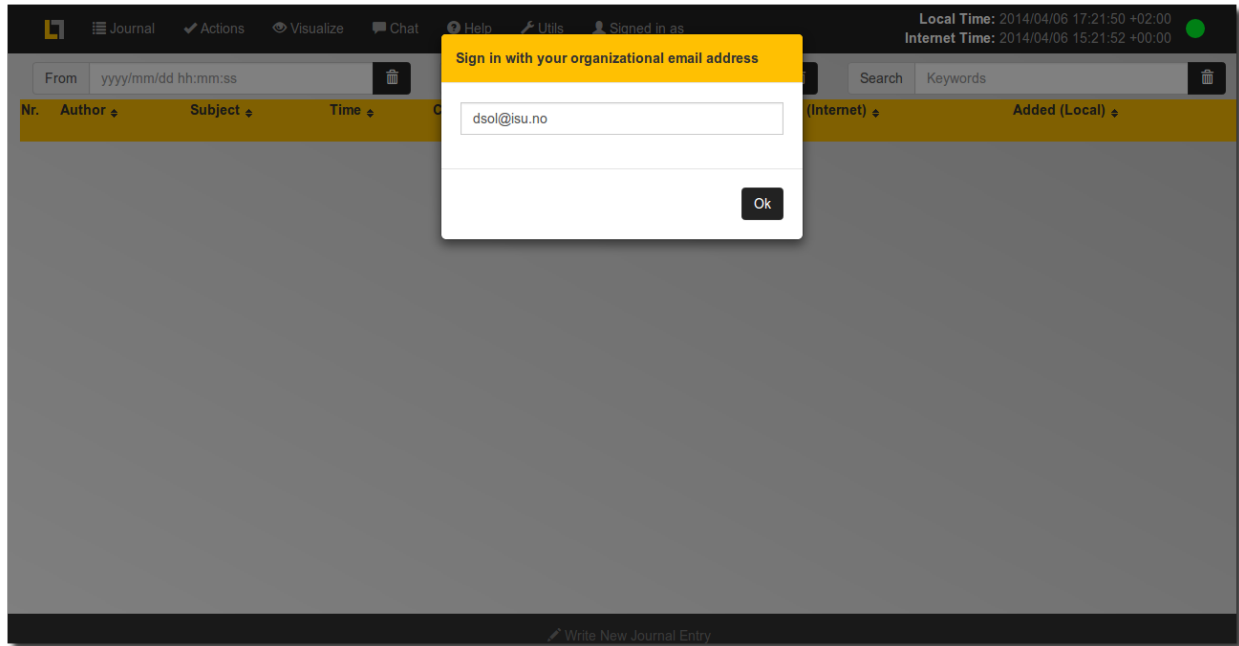 Journal Actions Visualize Chat Help Utils Signed in as
Local Time: 2014/04/06 17:21:50 +02:00
Internet Time: 2014/04/06 15:21:52 +00:00
Sign in with your organizational email address
From yyyy/mm/dd hh:mm:ss Search Keywords
Nr. Author Subject Time C (Internet) Added (Local)
dsol@isu.no
Ok
Write New Journal Entry